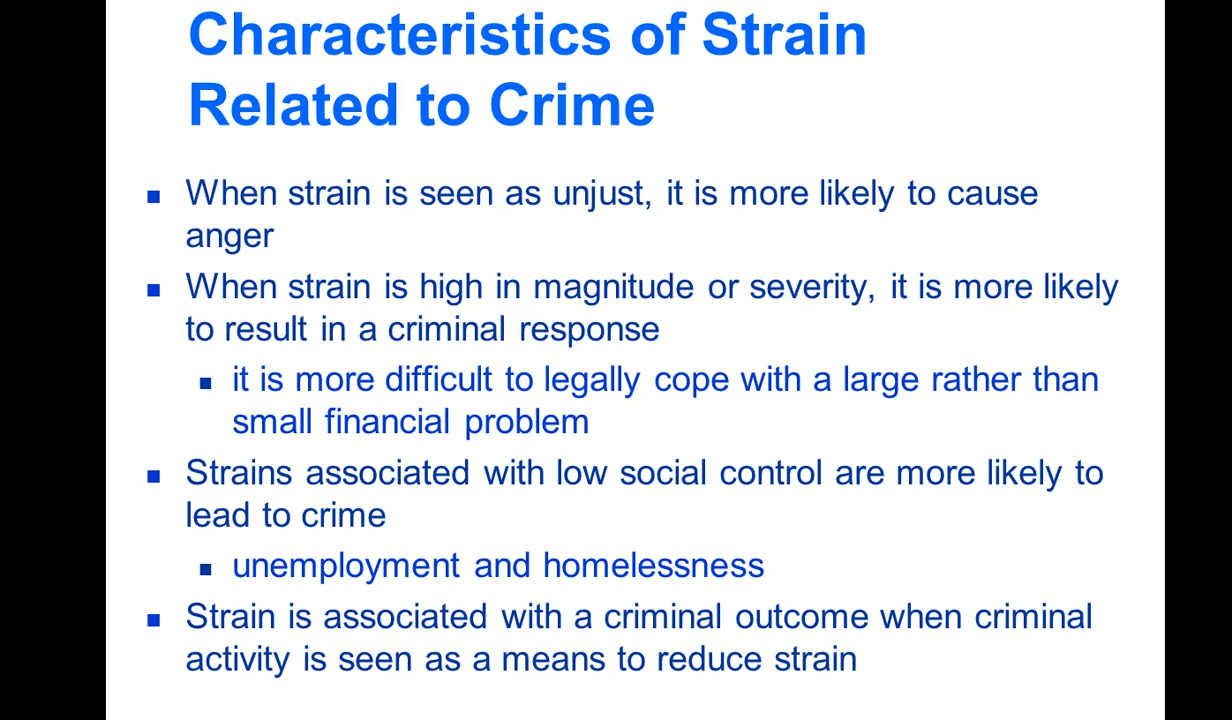 Characteristics of Strain
Related to Crime
▪ When strain is seen as unjust, it is more likely to cause
anger
▪ When strain is high in magnitude or severity, it is more likely
to result in a criminal response
▪ it is more difficult to legally cope with a large rather than
small financial problem
▪ Strains associated with low social control are more likely to
lead to crime
▪ unemployment and homelessness
▪ Strain is associated with a criminal outcome when criminal
activity is seen as a means to reduce strain